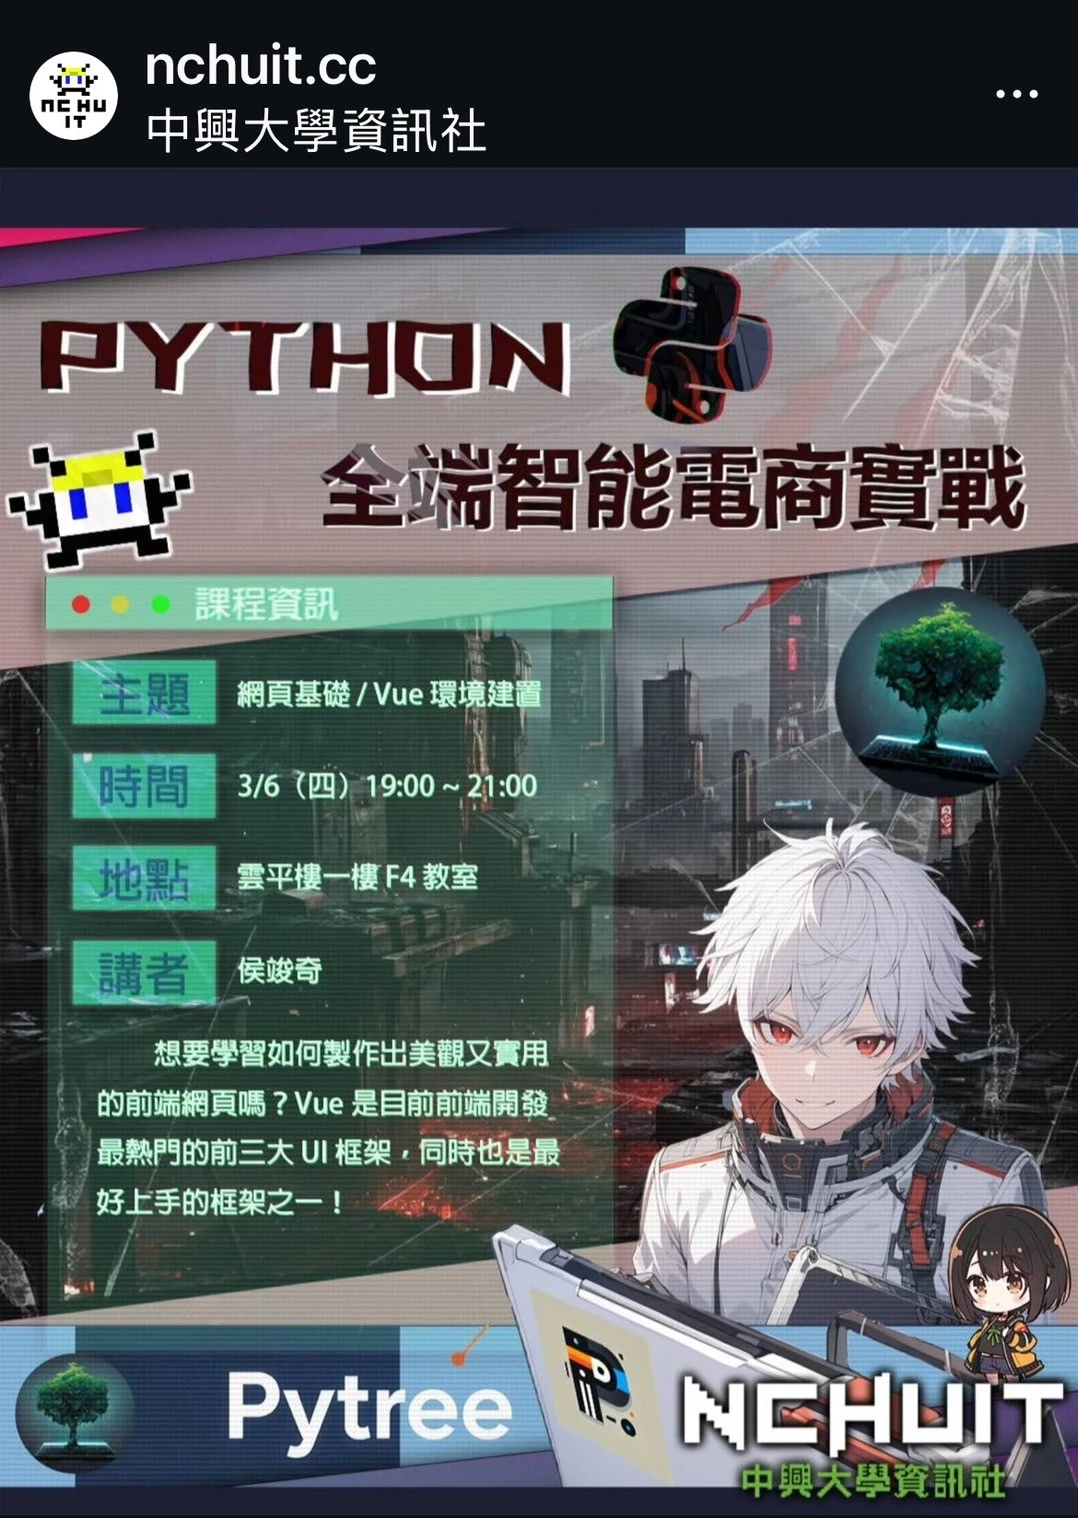 nchuit.cc
中興大學資訊社
NCHU
IT
PYTHON
全端智能電商實戰
課程資訊
主題
網頁基礎 / Vue 環境建置
時間
3/6（四）19:00 ~ 21:00
地點
雲平樓一樓 F4 教室
講者
侯竣奇
想要學習如何製作出美觀又實用
的前端網頁嗎？Vue 是目前前端開發
最熱門的前三大 UI 框架，同時也是最
好上手的框架之一！
Pytree
NCHUIT
中興大學資訊社